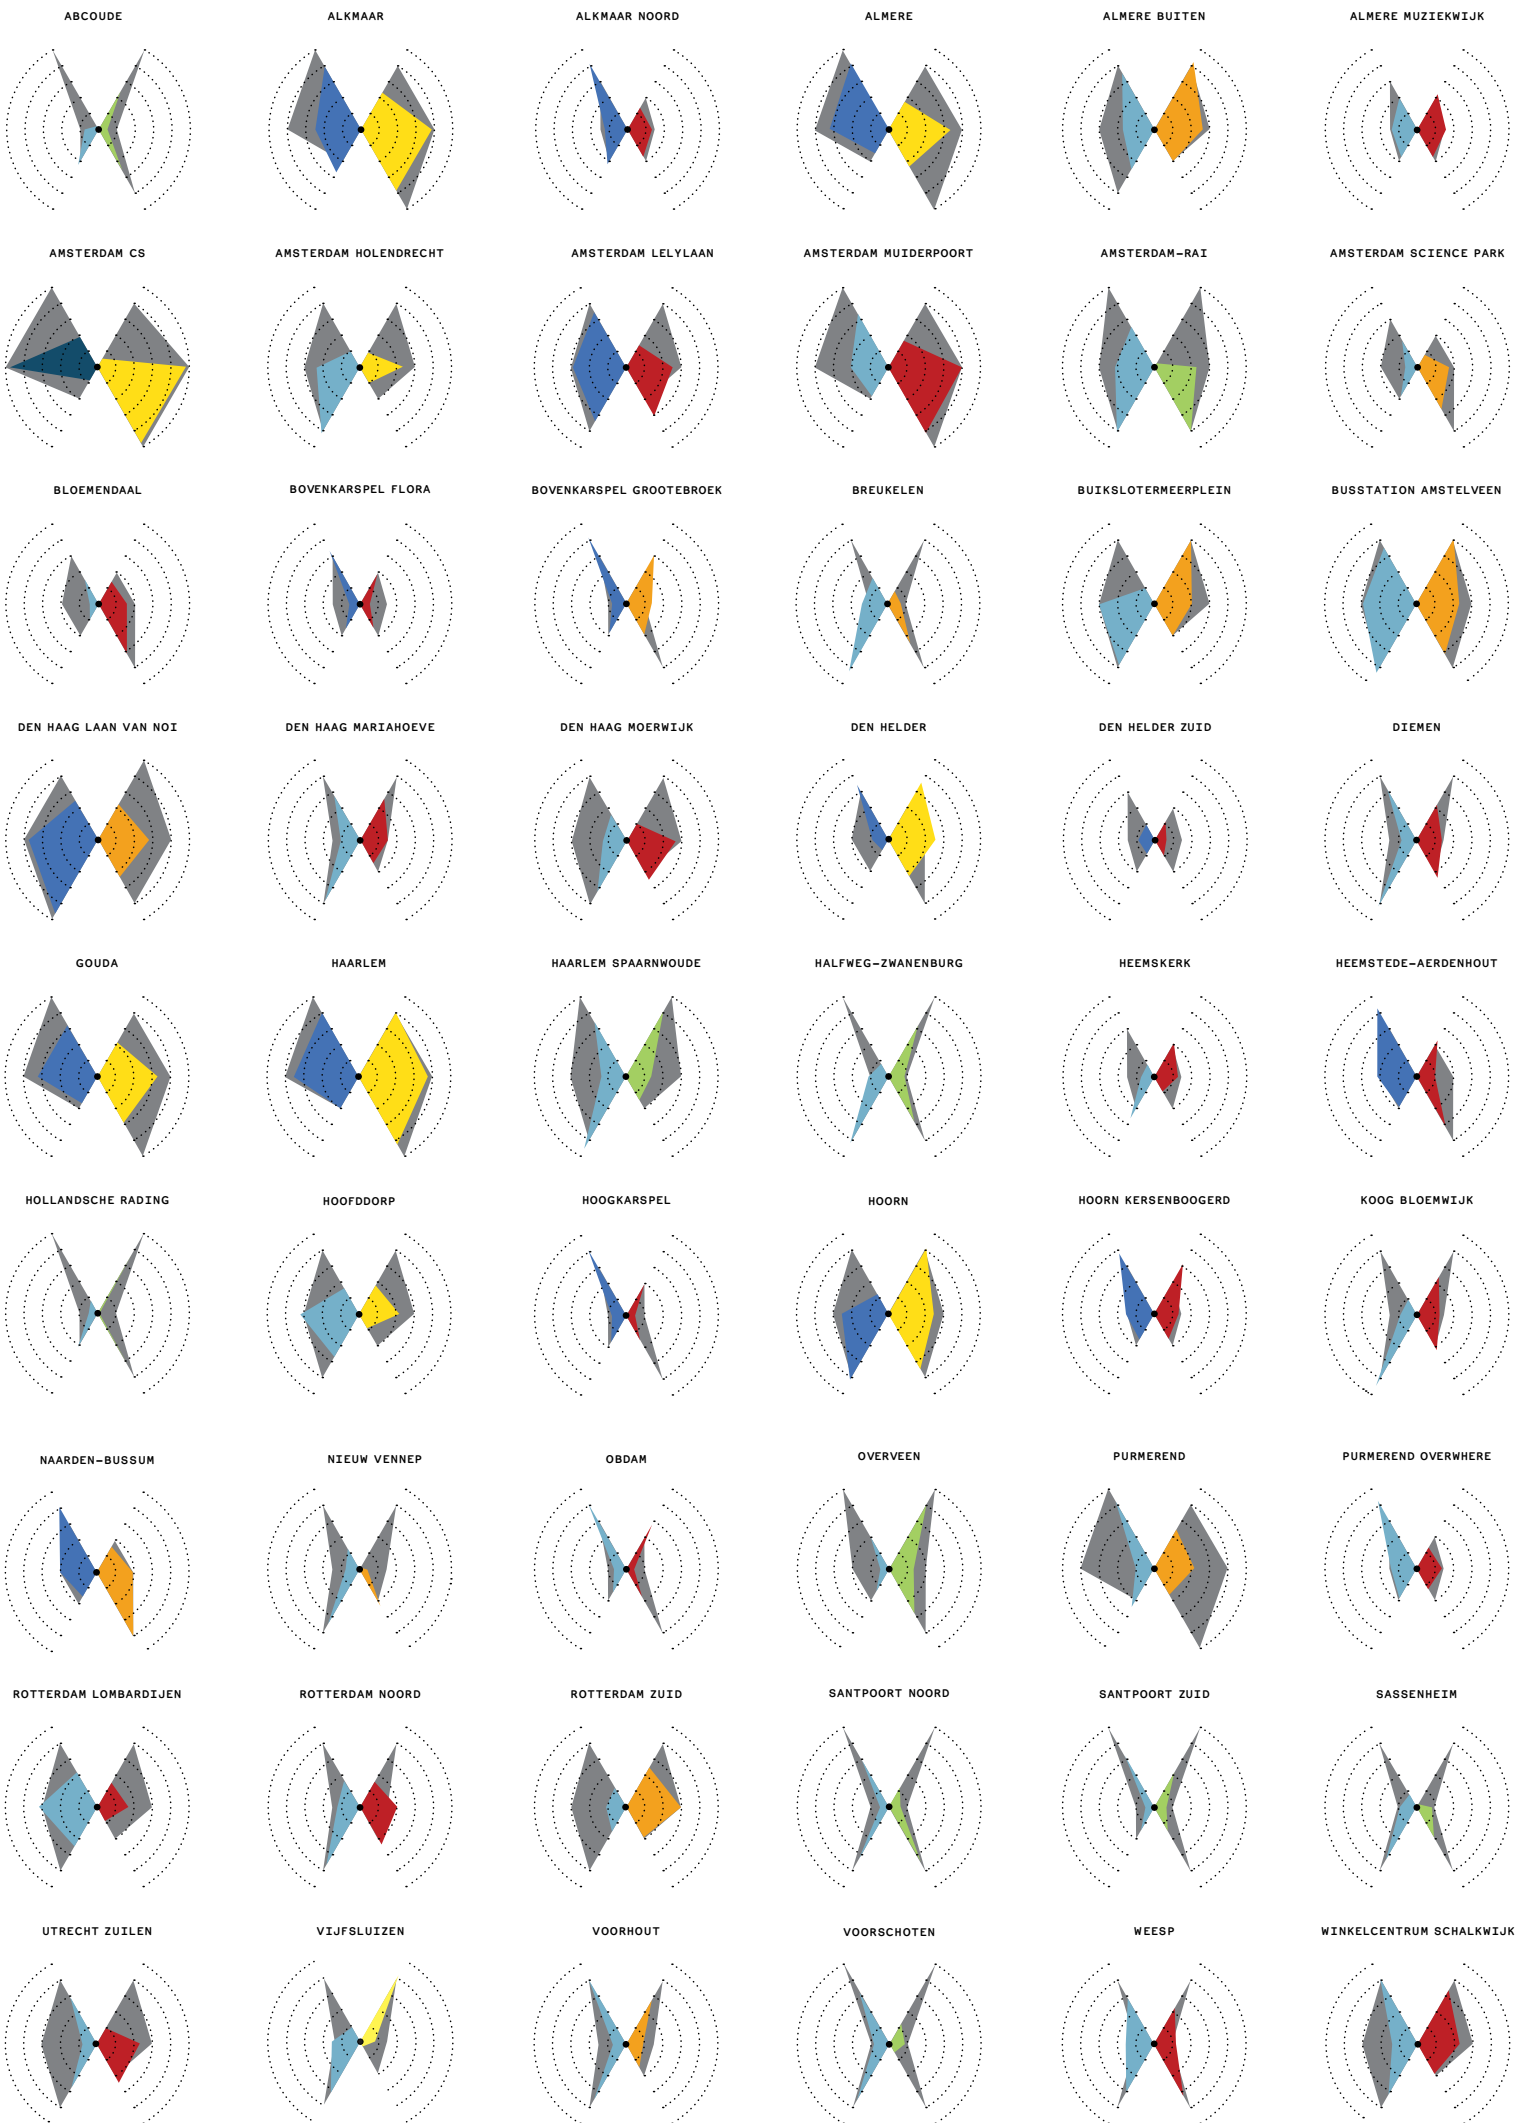 ABCOUDE
ALKMAAR
ALKMAAR NOORD
ALMERE
ALMERE BUITEN
ALMERE MUZIEKWIJK
AMSTERDAM CS
AMSTERDAM HOLENDRECHT
AMSTERDAM LELYLAAN
AMSTERDAM MUIDERPOORT
AMSTERDAM-RAI
AMSTERDAM SCIENCE PARK
BLOEMENDAAL
BOVENKARSPEL FLORA
BOVENKARSPEL GROOTEBROEK
BREUKELEN
BUIKSLOTERMEERPLEIN
BUSSTATION AMSTELVEEN
DEN HAAG LAAN VAN NOI
DEN HAAG MARIAHOEVE
DEN HAAG MOERWIJK
DEN HELDER
DEN HELDER ZUID
DIEMEN
GOUDA
HAARLEM
HAARLEM SPAARNWOUDE
HALFWEG-ZWANENBURG
HEEMSKERK
HEEMSTEDE-AERDENHOUT
HOLLANDSCHE RADING
HOOFDDORP
HOOGKARSPEL
HOORN
HOORN KERSENBOOGERD
KOOG BLOEMWIJK
NAARDEN-BUSSUM
NIEUW VENNEP
OBDAM
OVERVEEN
PURMEREND
PURMEREND OVERWHERE
ROTTERDAM LOMBARDIJEN
ROTTERDAM NOORD
ROTTERDAM ZUID
SANTPOORT NOORD
SANTPOORT ZUID
SASSENHEIM
UTRECHT ZUILEN
VIJFSLUIZEN
VOORHOUT
VOORSCHOTEN
WEESP
WINKELCENTRUM SCHALKWIJK